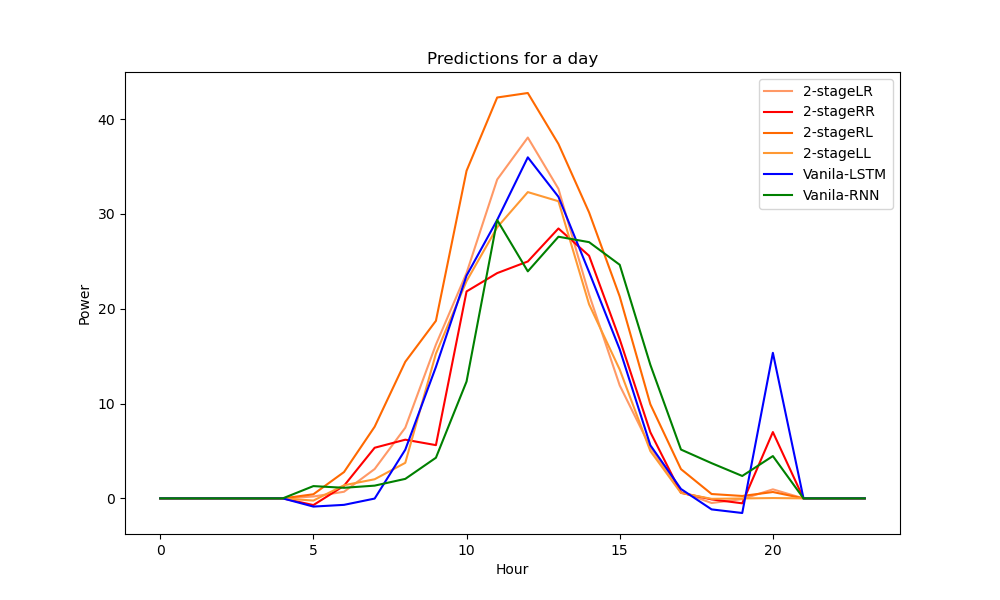 Predictions for a day
2-stageLR
2-stageRR
2-stageRL
2-stageLL
Vanila-LSTM
Vanila-RNN
Power
40
30
20
10
0
0 5 10 15 20
Hour